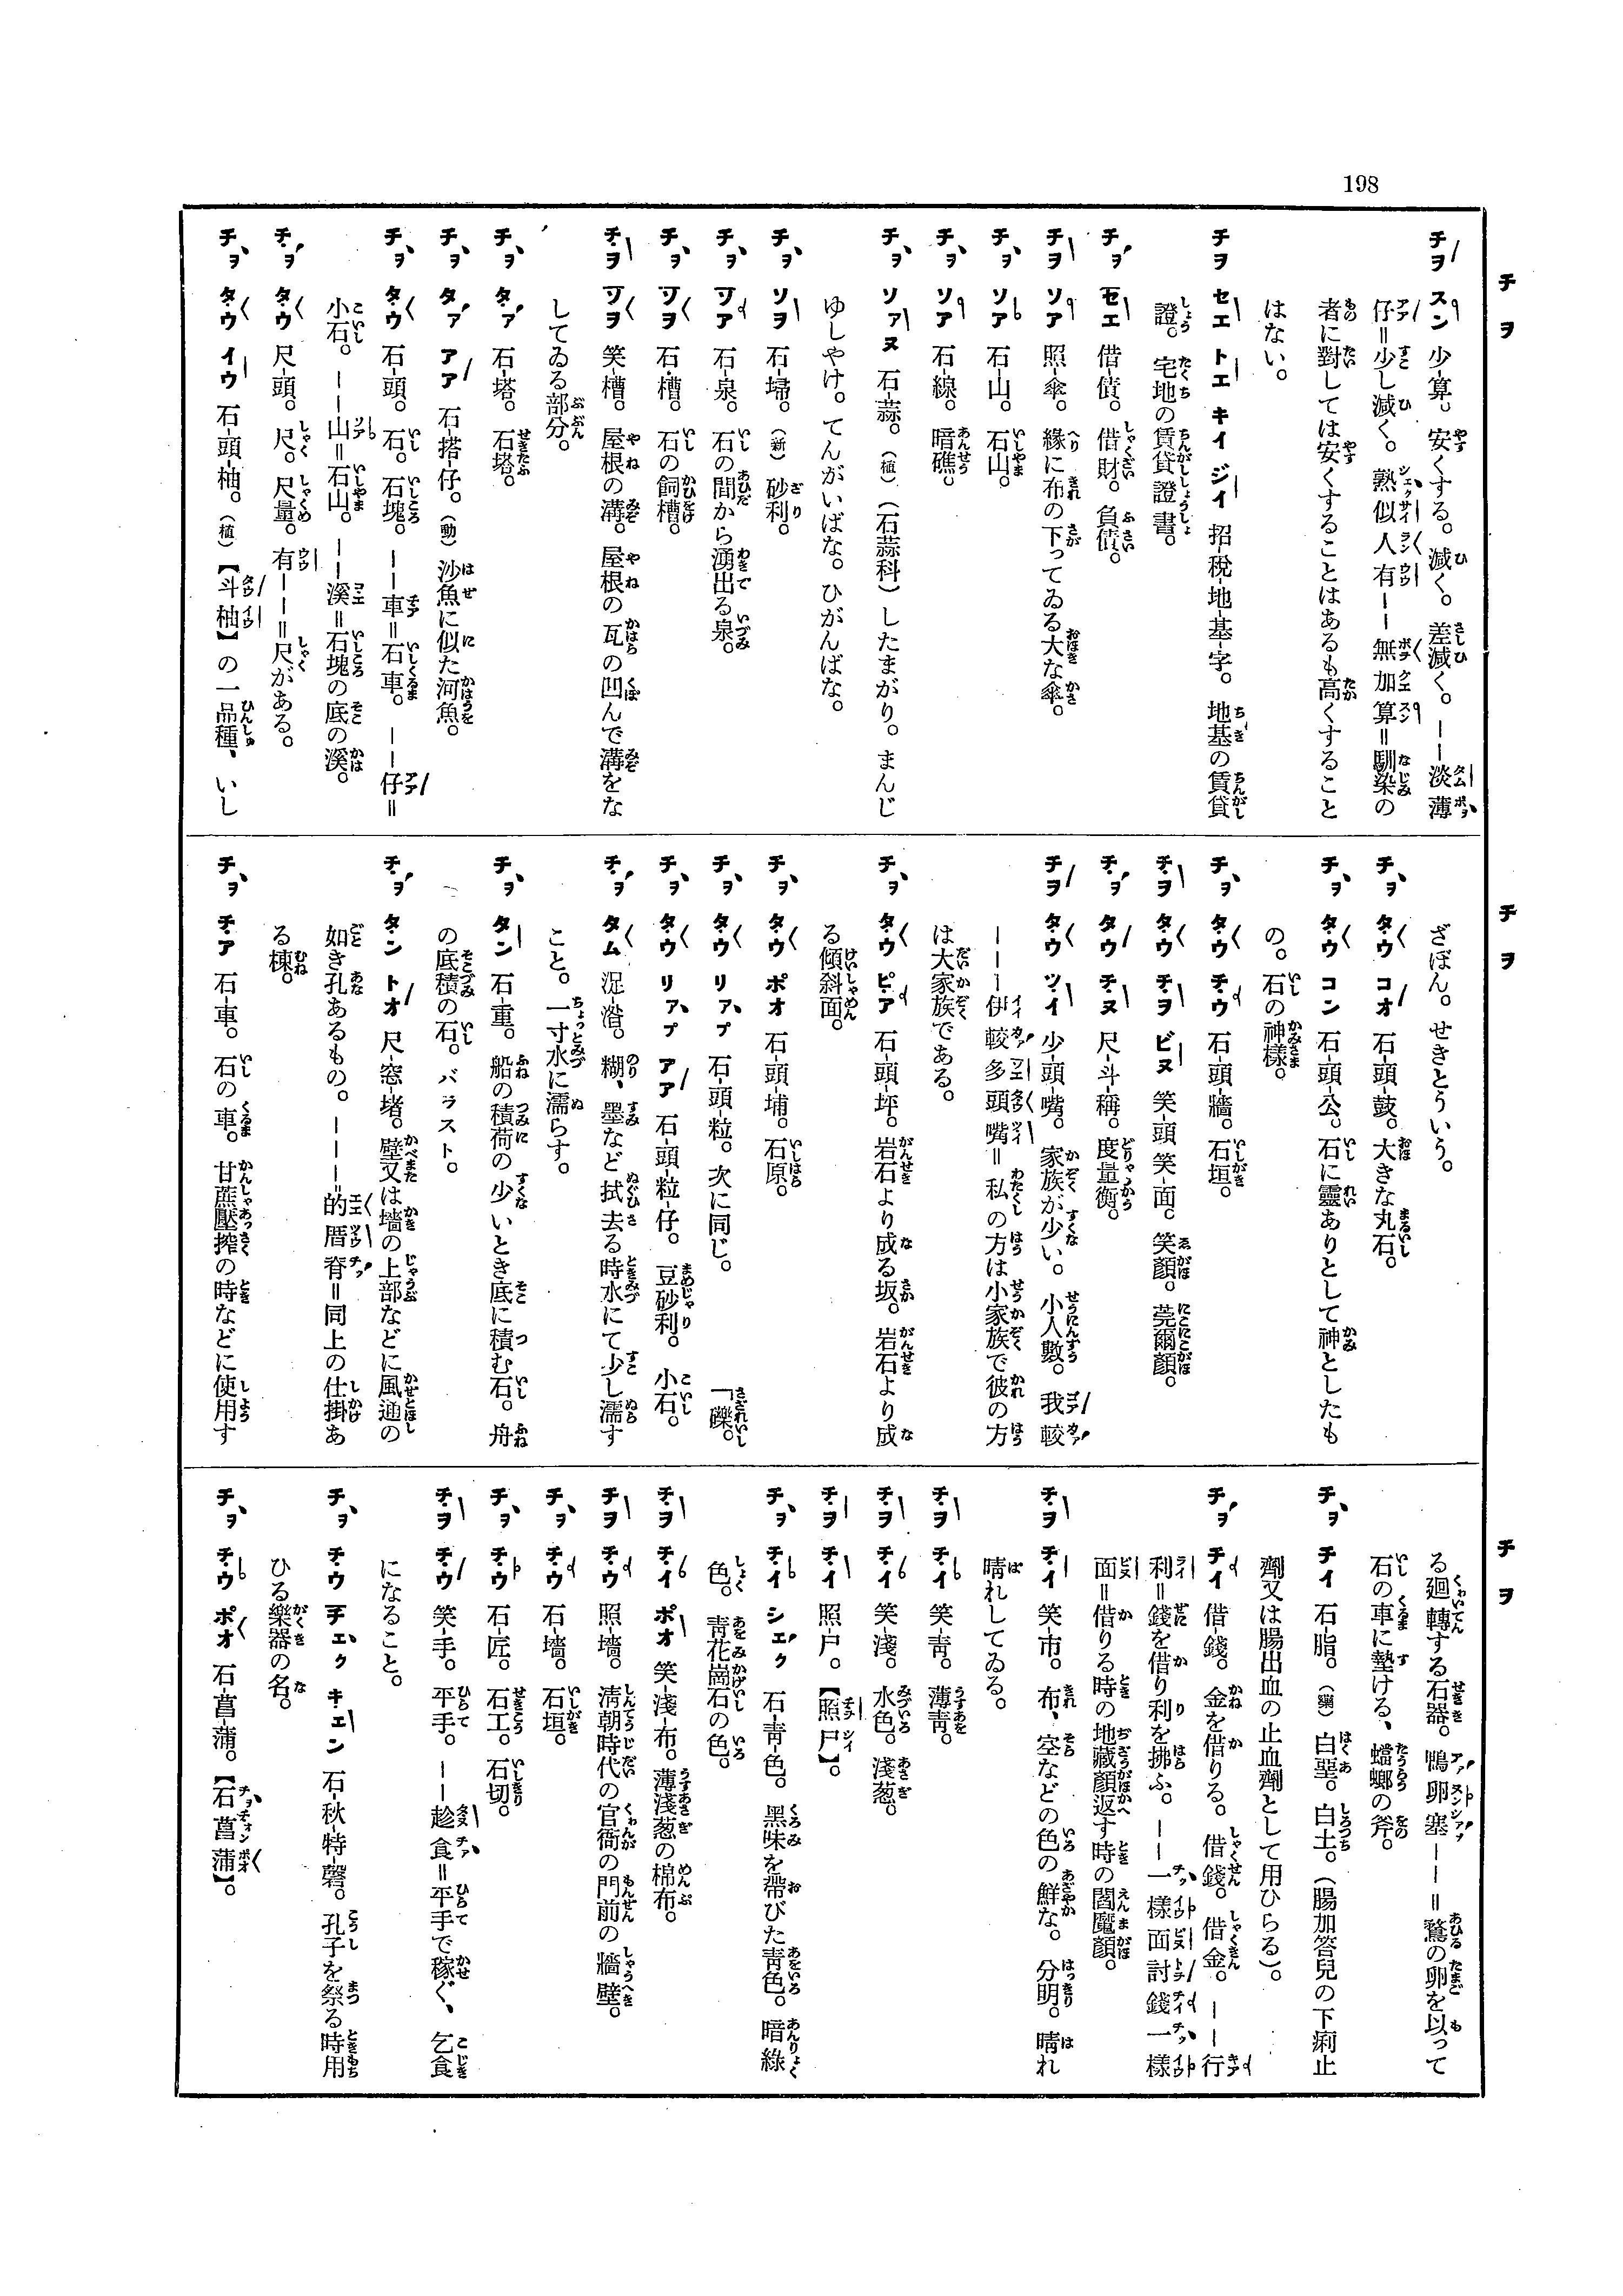 198
チヲ
チヲ スン 少-算。安くする。減く。差減く。——淡薄
仔＝少し減く。熟似人有——無加算＝馴染の
者に對しては安くすることはあるも高くすること
はない。
チヲ セエ トエ キイ ジイ 招-稅-地-基-字。地基の賃貸
證。宅地の賃貸證書。
チヲ セエ 借-債。借財。負債。
チヲ ソア 照-傘。緣に布の下ってゐる大な傘。
チヲ ソア 石-山。石山。
チヲ ソア 石-線。暗礁。
チヲ ソァヌ 石-蒜。（植）（石蒜科）したまがり。まんじ
ゆしやけ。てんがいばな。ひがんばな。
チヲ ソヲ 石-埽。（新）砂利。
チヲ ソア 石-泉。石の間から湧出る泉。
チヲ ソヲ 石-槽。石の飼槽。
チヲ ソヲ 笑-槽。屋根の溝。屋根の瓦の凹んで溝をな
してゐる部分。
チヲ タァ 石-塔。石塔。
チヲ タァ アア 石-搭-仔。（動）沙魚に似た河魚。
チヲ タウ 石-頭。石。石塊。——車＝石車。——仔＝
小石。——山＝石山。——溪＝石塊の底の溪。
チヲ タウ 尺-頭。尺。尺量。有——＝尺がある。
チヲ タウ イウ 石-頭-柚。（植）【斗柚】の一品種、いし
チヲ
ざぼん。せきとういう。
チヲ タウ コオ 石-頭-鼓。大きな丸石。
チヲ タウ コン 石-頭-公。石に靈ありとして神としたも
の。石の神樣。
チヲ タウ チウ 石-頭-牆。石垣。
チヲ タウ チヲ ビヌ 笑-頭-笑-面。笑顏。莞爾顏。
チヲ タウ チヌ 尺-斗-稱。度量衡。
チヲ タウ ツイ 少-頭-嘴。家族が少い。小人數。我較
———伊較多頭嘴＝私の方は小家族で彼の方
は大家族である。
チヲ タウ ピア 石-頭-坪。岩石より成る坂。岩石より成
る傾斜面。
チヲ タウ ポオ 石-頭-埔。石原。
チヲ タウ リァプ 石-頭-粒。次に同じ。 「礫。
チヲ タウ リァプ アア 石-頭-粒-仔。豆砂利。小石。
チヲ タム 浞-澘。糊、墨など拭去る時水にて少し濡す
こと。一寸水に濡らす。
チヲ タン 石-重。船の積荷の少いとき底に積む石。舟
の底積の石。バラスト。
チヲ タン トオ 尺-窓-堵。壁又は墻の上部などに風通の
如き孔あるもの。———的厝脊＝同上の仕掛あ
る棟。
チヲ チア 石-車。石の車。甘蔗壓搾の時などに使用す
チヲ
る廻轉する石器。鴨卵塞——＝鶩の卵を以って
石の車に墊ける、蟷螂の斧。
チヲ チイ 石-脂。（藥）白堊。白土。（腸加答兒の下痢止
劑又は腸出血の止血劑として用ひらる）。
チヲ チイ 借-錢。金を借りる。借錢。借金。——行
利＝錢を借り利を拂ふ。——一樣面討錢一樣
面＝借りる時の地藏顏返す時の閻魔顏。
チヲ チイ 笑-市。布、空などの色の鮮な。分明。晴れ
晴れしてゐる。
チヲ チイ 笑-靑。薄靑。
チヲ チイ 笑-淺。水色。淺葱。
チヲ チイ 照-户。【照尸】。
チヲ チイ シェク 石-靑-色。黑味を帶びた靑色。暗綠
色。靑花崗石の色。
チヲ チイ ポオ 笑-淺-布。薄淺葱の棉布。
チヲ チウ 照-墻。淸朝時代の官衙の門前の牆壁。
チヲ チウ 石-墻。石垣。
チヲ チウ 石-匠。石工。石切。
チヲ チウ 笑-手。平手。——趁食＝平手で稼ぐ、乞食
になること。
チヲ チウ チェク キェン 石-秋-特-磬。孔子を祭る時用
ひる樂器の名。
チヲ チウ ポオ 石-菖-蒲。【石菖蒲】。